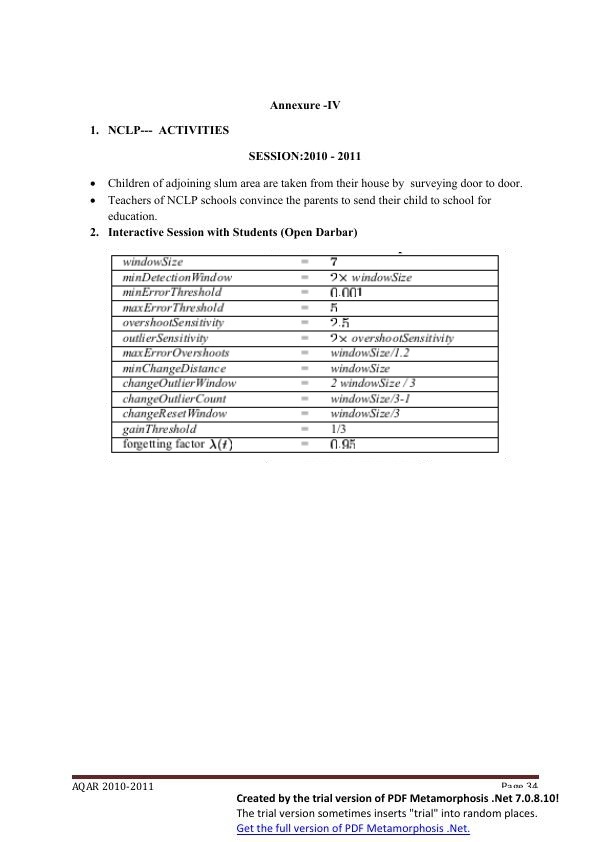 Annexure -IV
1. NCLP--- ACTIVITIES
SESSION:2010 - 2011
• Children of adjoining slum area are taken from their house by surveying door to door.
• Teachers of NCLP schools convince the parents to send their child to school for
education.
2. Interactive Session with Students (Open Darbar)
windowSize = 7
minDetectionWindow = 2× windowSize
minErrorThreshold = 0.001
maxErrorThreshold = 5
overshootSensitivity = 2.5
outlierSensitivity = 2× overshootSensitivity
maxErrorOvershoots = windowSize/1.2
minChangeDistance = windowSize
changeOutlierWindow = 2 windowSize / 3
changeOutlierCount = windowSize/3-1
changeResetWindow = windowSize/3
gainThreshold = 1/3
forgetting factor λ(t) = 0.95
AQAR 2010-2011 Page 34
Created by the trial version of PDF Metamorphosis .Net 7.0.8.10!
The trial version sometimes inserts "trial" into random places.
Get the full version of PDF Metamorphosis .Net.